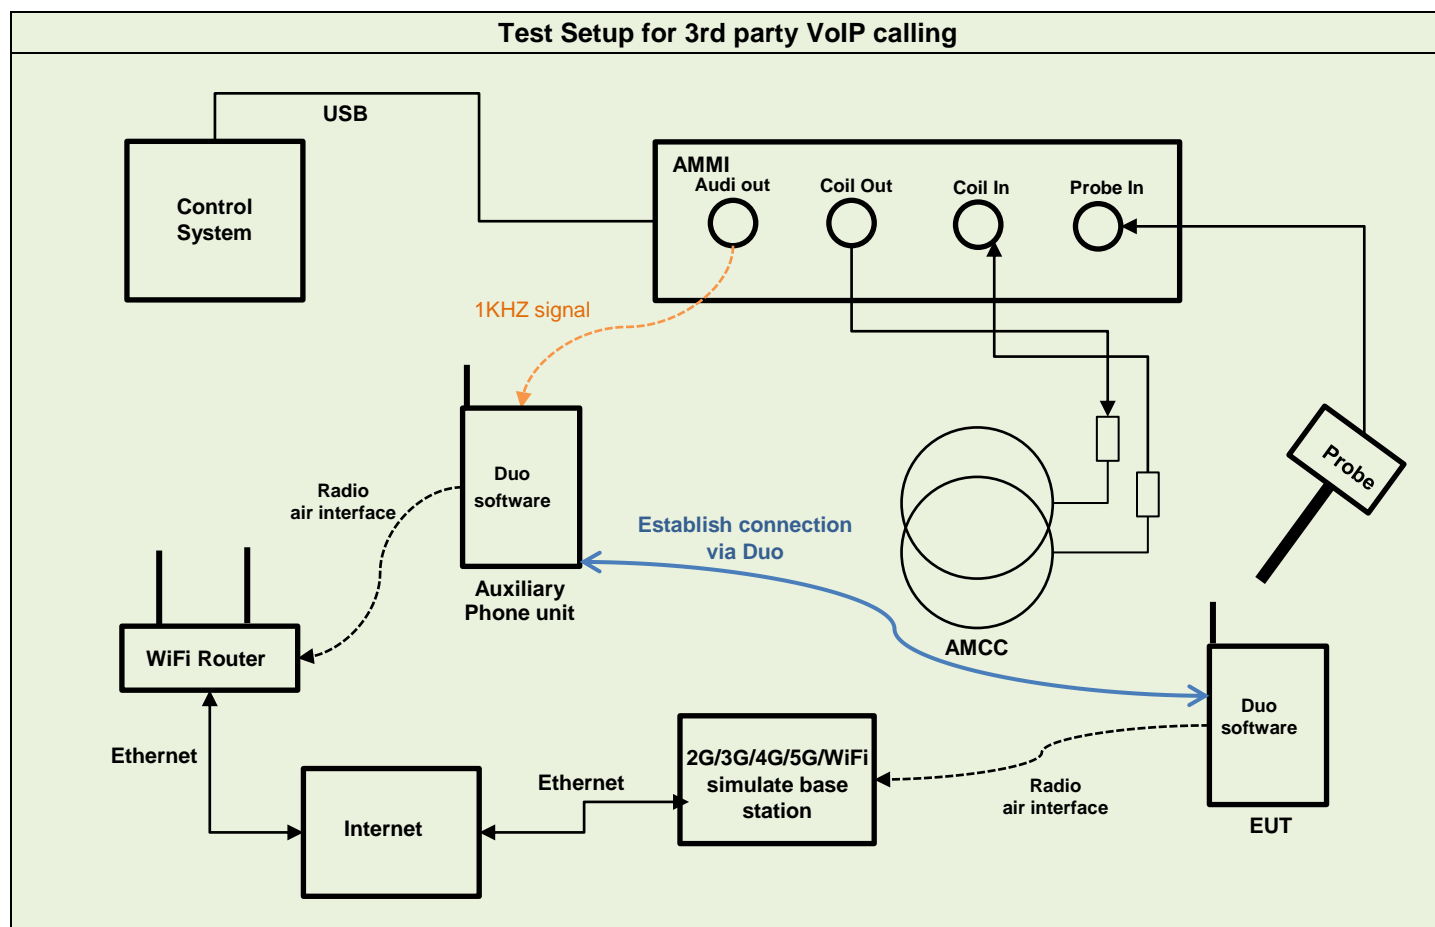 Test Setup for 3rd party VoIP calling
USB
Control
System
AMMI
Audi out
Coil Out
Coil In
Probe In
1KHZ signal
Probe
Duo
software
Radio
air interface
Establish connection
via Duo
Auxiliary
Phone unit
AMCC
WiFi Router
Duo
software
Ethernet
2G/3G/4G/5G/WiFi
simulate base
station
Ethernet
Radio
air interface
Internet
EUT